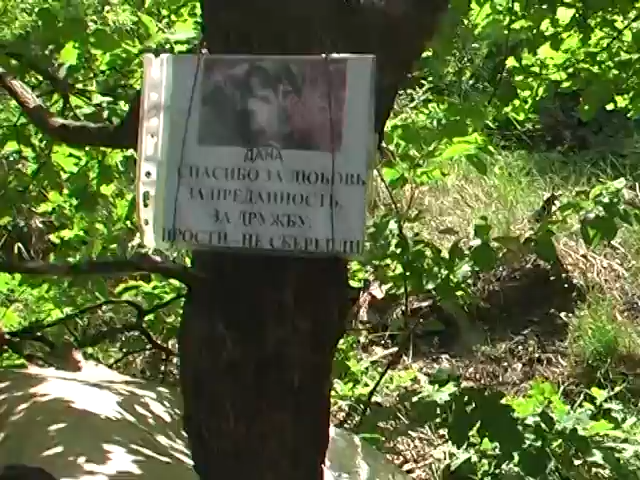 ДАНА
СПАСИБО ЗА ЛЮБОВЬ
ЗА ПРЕДАННОСТЬ,
ЗА ДРУЖБУ.
ПРОСТИ - НЕ СБЕРЕГЛИ